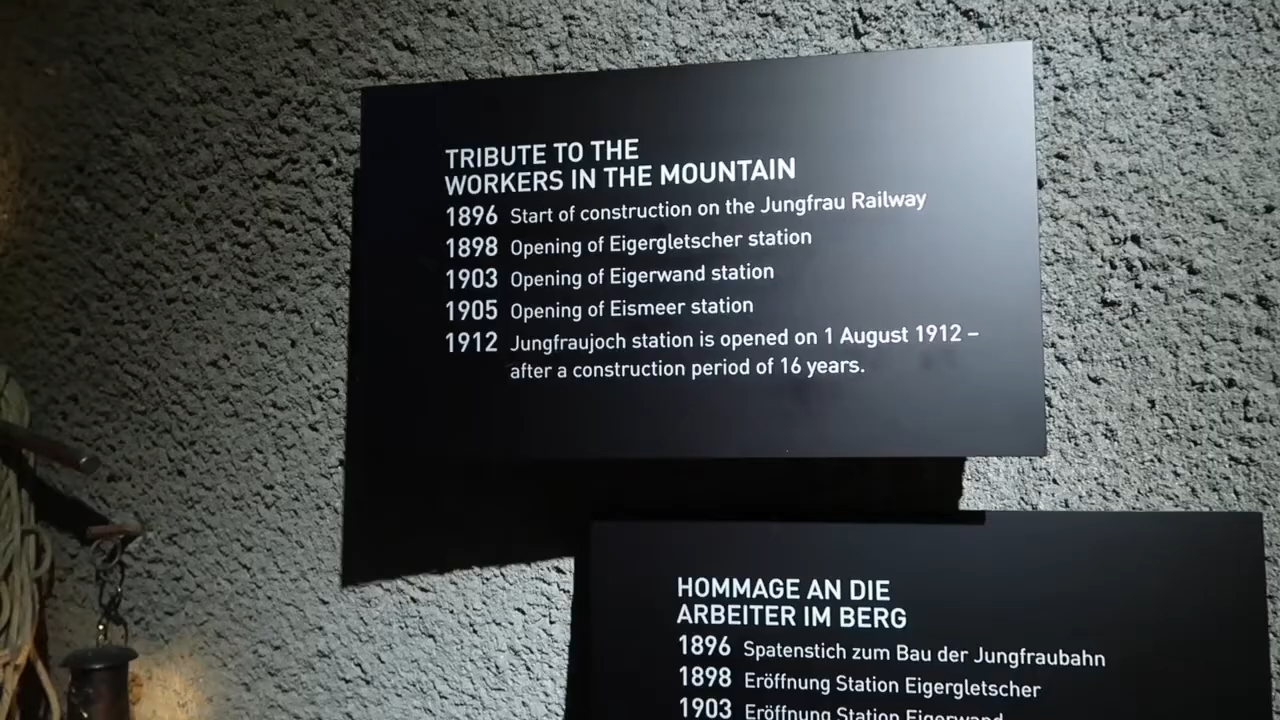 TRIBUTE TO THE
WORKERS IN THE MOUNTAIN
1896 Start of construction on the Jungfrau Railway
1898 Opening of Eigergletscher station
1903 Opening of Eigerwand station
1905 Opening of Eismeer station
1912 Jungfraujoch station is opened on 1 August 1912 –
after a construction period of 16 years.
HOMMAGE AN DIE
ARBEITER IM BERG
1896 Spatenstich zum Bau der Jungfraubahn
1898 Eröffnung Station Eigergletscher
1903 Eröffnung Station Eigerwand